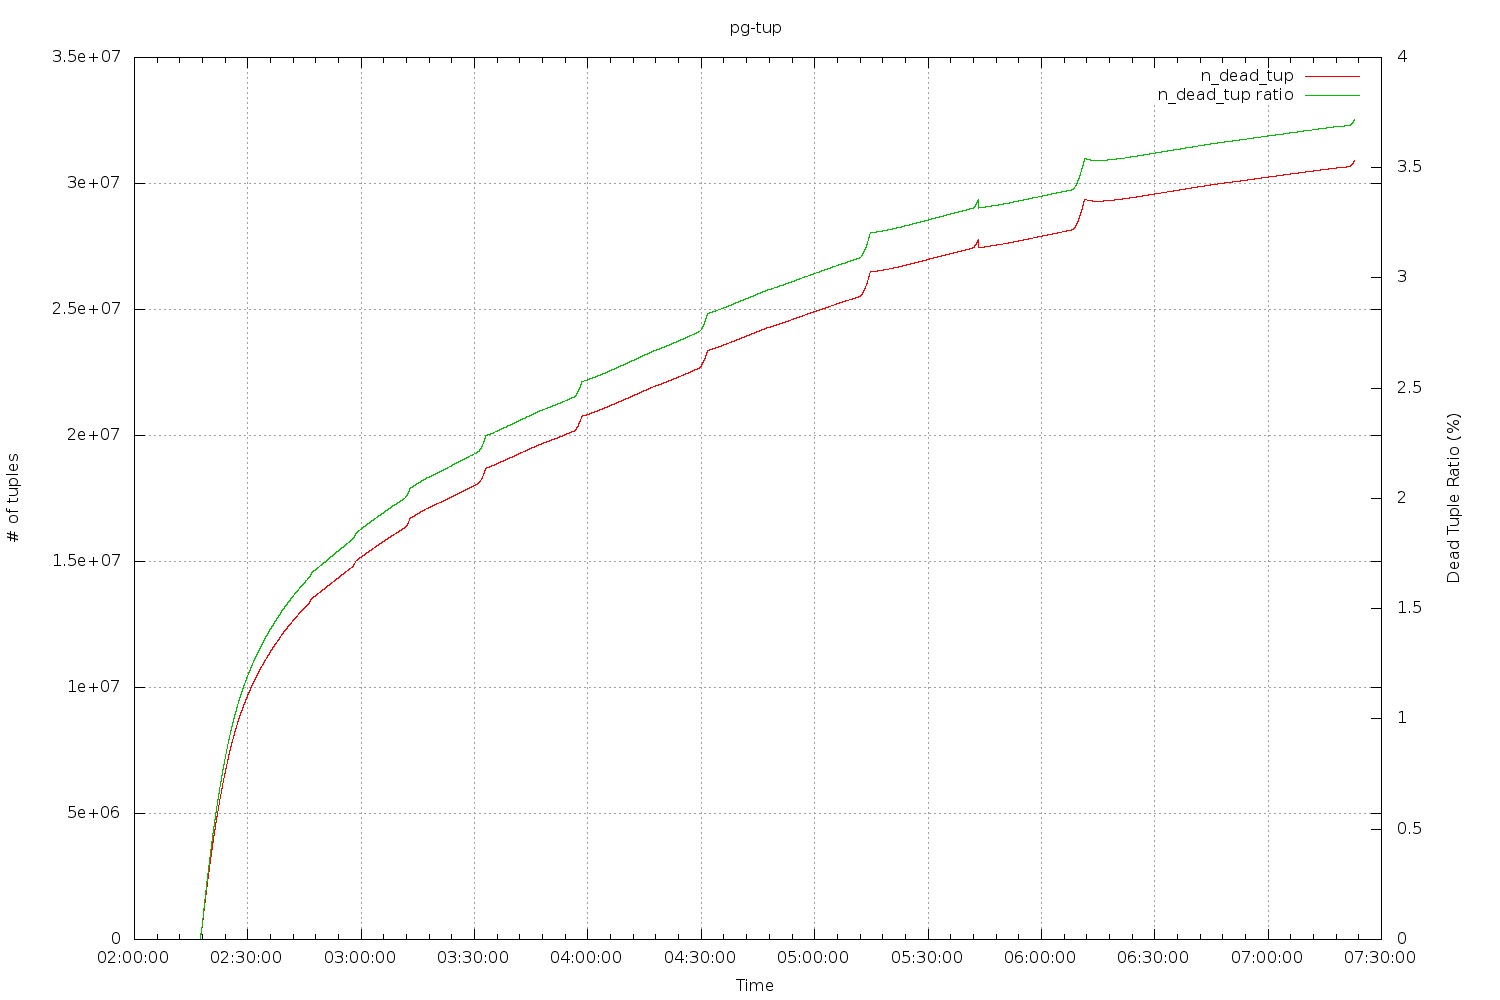 pg-tup
3.5e+07
3e+07
2.5e+07
2e+07
1.5e+07
1e+07
5e+06
0
# of tuples
n_dead_tup
n_dead_tup ratio
4
3.5
3
2.5
2
1.5
1
0.5
0
Dead Tuple Ratio (%)
02:00:00 02:30:00 03:00:00 03:30:00 04:00:00 04:30:00 05:00:00 05:30:00 06:00:00 06:30:00 07:00:00 07:30:00
Time